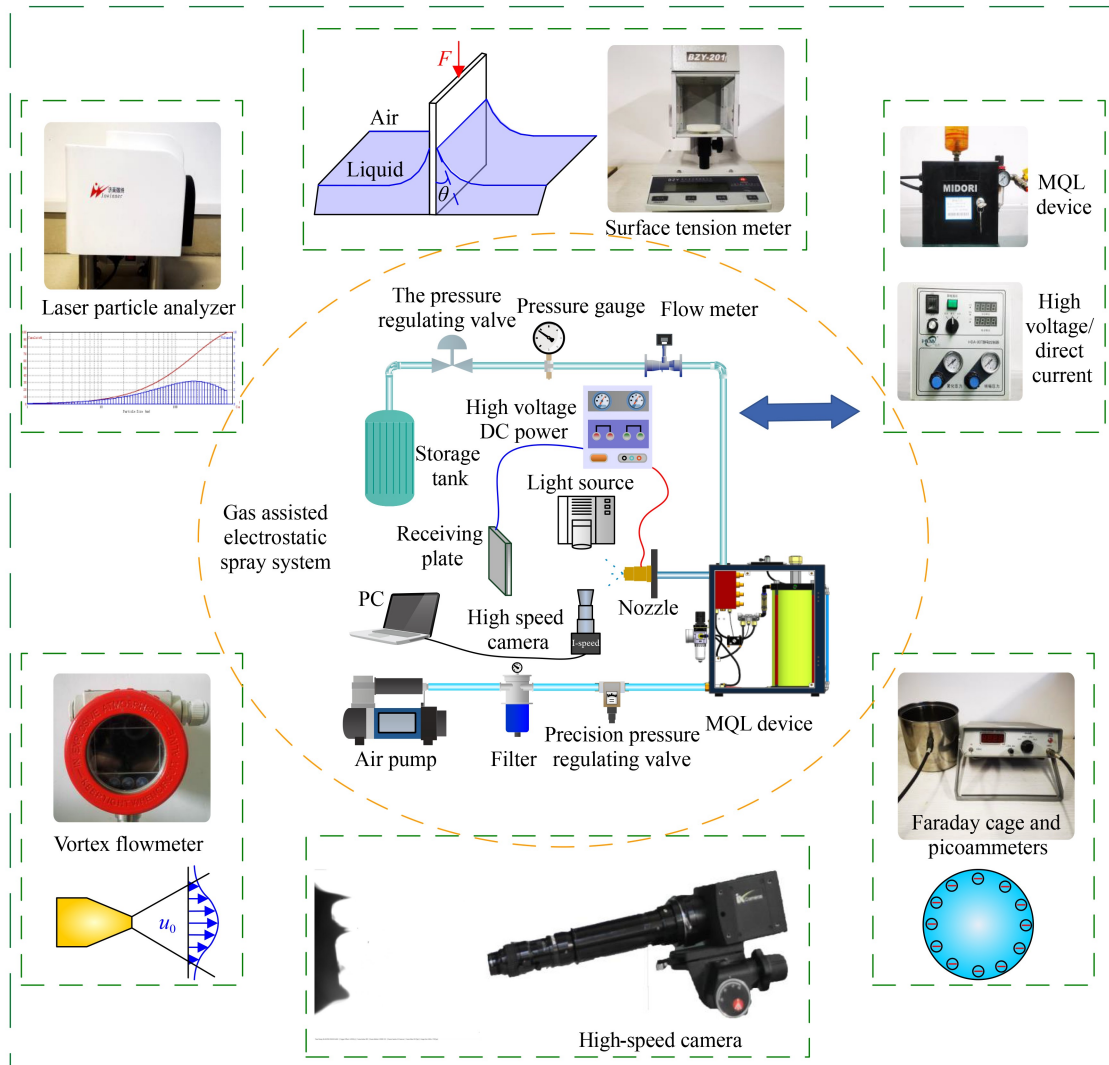 F
Air
Liquid
θ
BZY-201
Surface tension meter
Laser particle analyzer
MIDORI
MQL
device
High
voltage/
direct
current
The pressure
regulating valve
Pressure gauge
Flow meter
High voltage
DC power
Storage
tank
Light source
Gas assisted
electrostatic
spray system
Receiving
plate
Nozzle
PC
High speed
camera
I-speed
MQL device
Air pump
Filter
Precision pressure
regulating valve
Vortex flowmeter
u0
Faraday cage and
picoammeters
High-speed camera